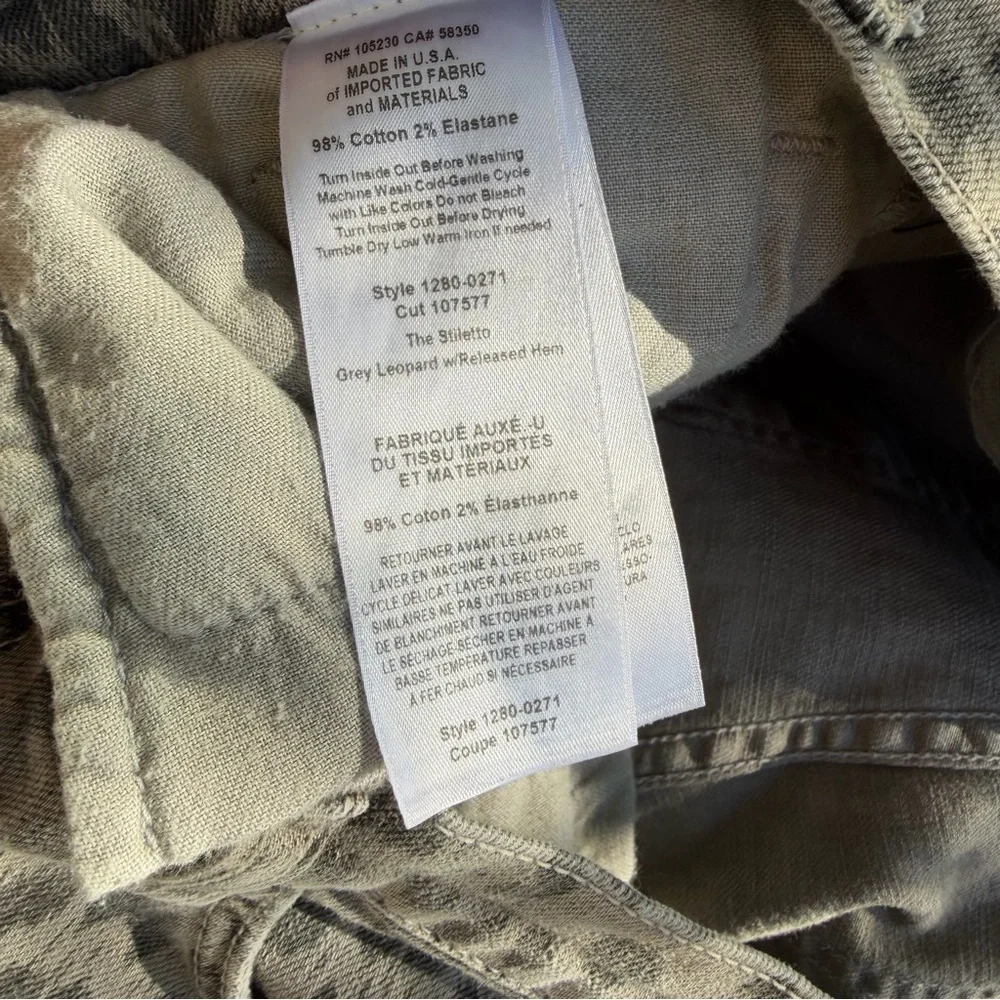 RN# 105230 CA# 58350
MADE IN U.S.A.
of IMPORTED FABRIC
and MATERIALS
98% Cotton 2% Elastane
Turn Inside Out Before Washing
Machine Wash Cold-Gentle Cycle
with Like Colors Do not Bleach
Turn Inside Out Before Drying
Tumble Dry Low Warm Iron If needed
Style 1280-0271
Cut 107577
The Stiletto
Grey Leopard w/Released Hem
FABRIQUÉ AUXÉ -U
DU TISSU IMPORTÉS
ET MATÉRIAUX
98% Coton 2% Élasthanne
RETOURNER AVANT LE LAVAGE
LAVER EN MACHINE À L'EAU FROIDE
CYCLE DÉLICAT LAVER AVEC COULEURS
SIMILAIRES NE PAS UTILISER D'AGENT
DE BLANCHIMENT RETOURNER AVANT
LE SÉCHAGE SÉCHER EN MACHINE À
BASSE TEMPERATURE REPASSER
À FER CHAUD SI NÉCESSAIRE
Style 1280-0271
Coupe 107577